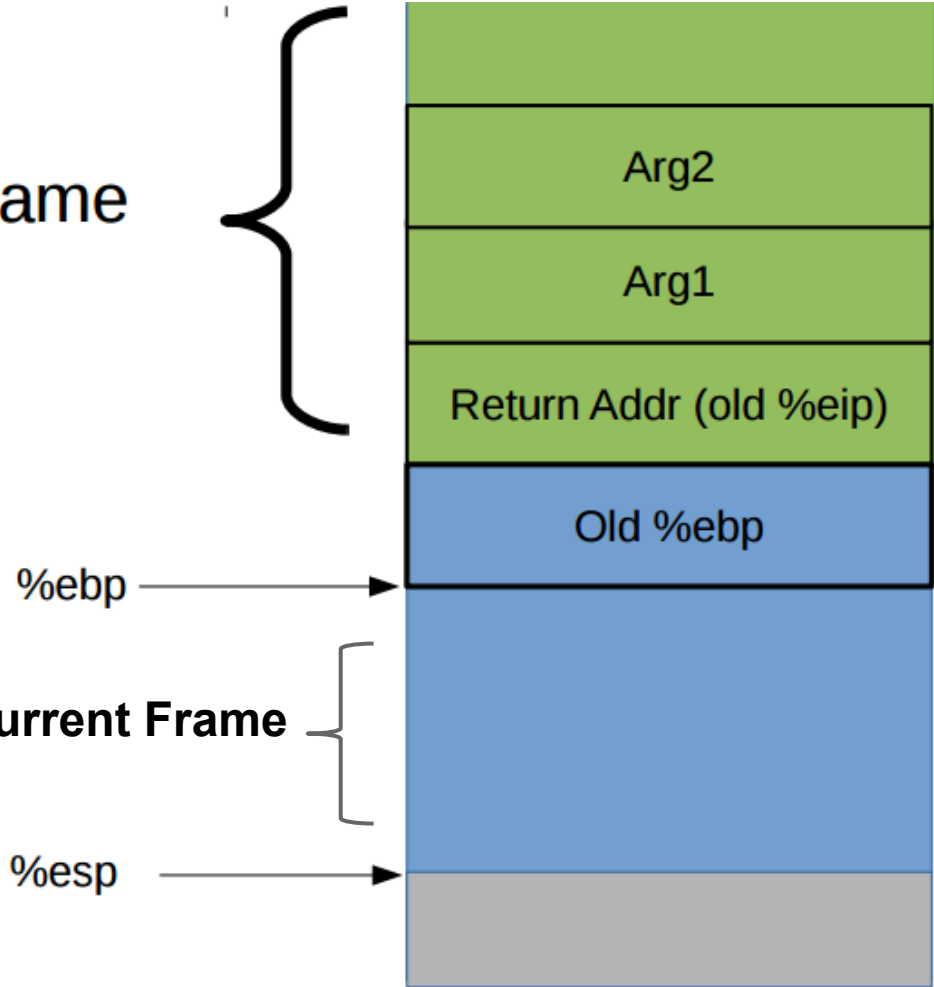 Arg2
ame
Arg1
Return Addr (old %eip)
Old %ebp
%ebp
urrent Frame
%esp